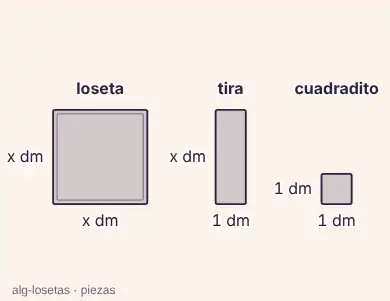 loseta tira cuadradito
x dm x dm
1 dm
x dm 1 dm 1 dm
alg-losetas · piezas